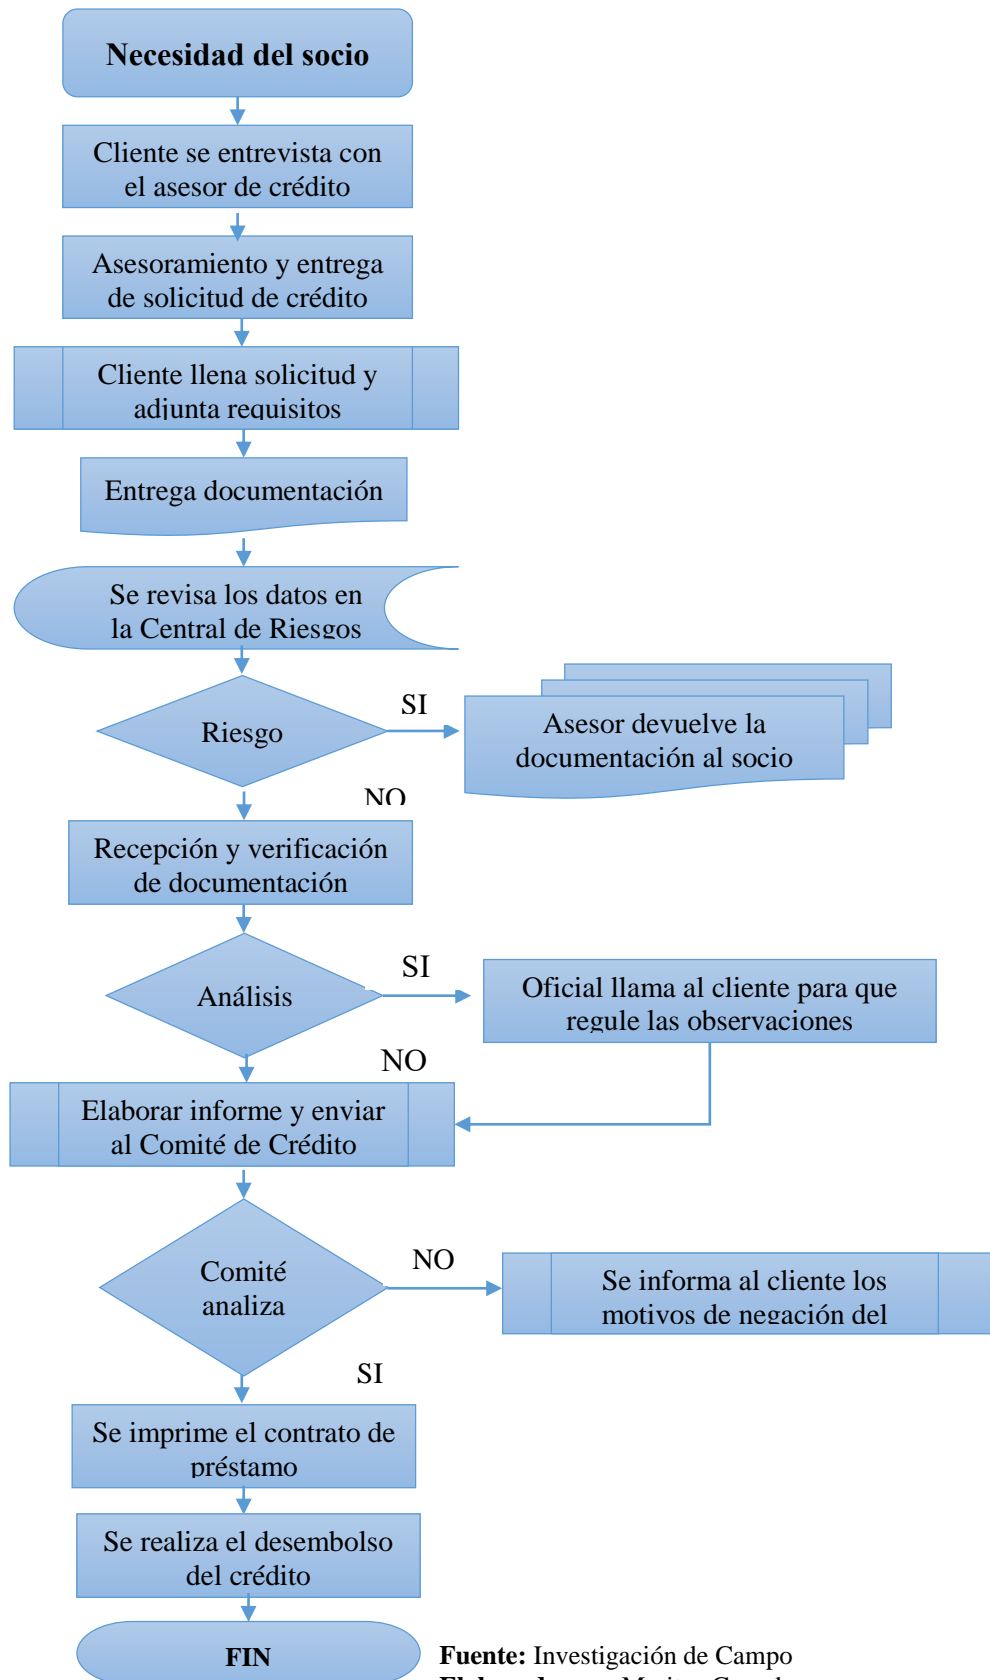 Necesidad del socio
Cliente se entrevista con
el asesor de crédito
Asesoramiento y entrega
de solicitud de crédito
Cliente llena solicitud y
adjunta requisitos
Entrega documentación
Se revisa los datos en
la Central de Riesgos
Riesgo
SI
Asesor devuelve la
documentación al socio
NO
Recepción y verificación
de documentación
Análisis
SI
Oficial llama al cliente para que
regule las observaciones
NO
Elaborar informe y enviar
al Comité de Crédito
Comité
analiza
NO
Se informa al cliente los
motivos de negación del
SI
Se imprime el contrato de
préstamo
Se realiza el desembolso
del crédito
FIN
Fuente: Investigación de Campo